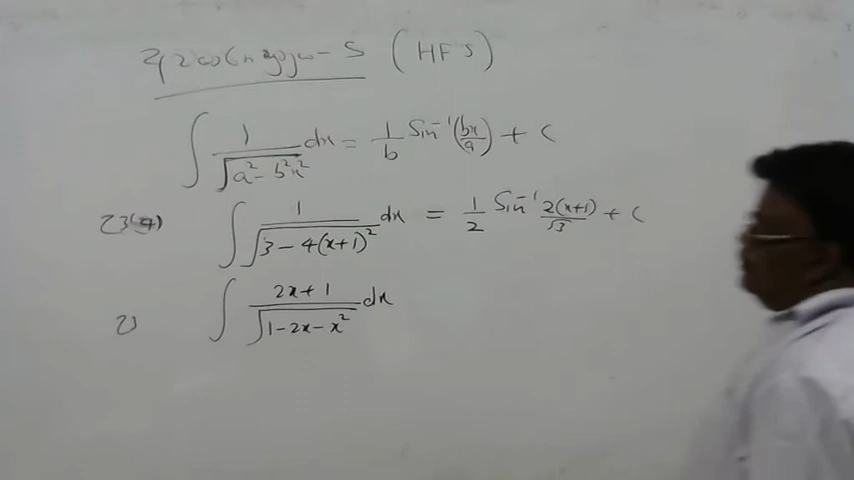 - 5 (HFS)
∫ 1/√(a² - b²x²) dx = 1/b Sin⁻¹(bx/a) + C
∫ 1/√(3 - 4(x+1)²) dx = 1/2 Sin⁻¹ 2(x+1)/√3 + C
∫ (2x+1)/√(1-2x-x²) dx